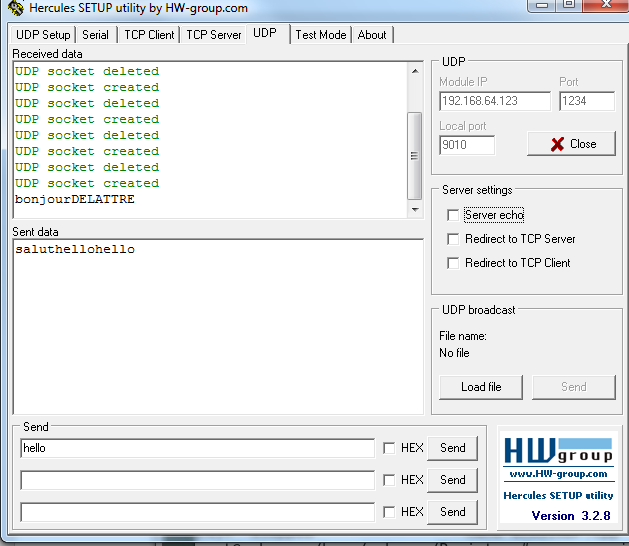 Hercules SETUP utility by HW-group.com
UDP Setup Serial TCP Client TCP Server UDP Test Mode About
Received data
UDP socket deleted
UDP socket created
UDP socket deleted
UDP socket created
UDP socket deleted
UDP socket created
UDP socket deleted
UDP socket created
bonjourDELATTRE
Sent data
saluthellohello
UDP
Module IP Port
192.168.64.123 1234
Local port
9010 Close
Server settings
Server echo
Redirect to TCP Server
Redirect to TCP Client
UDP broadcast
File name:
No file
Load file Send
Send
hello HEX Send
HEX Send
HEX Send
HWgroup
www.HW-group.com
Hercules SETUP utility
Version 3.2.8